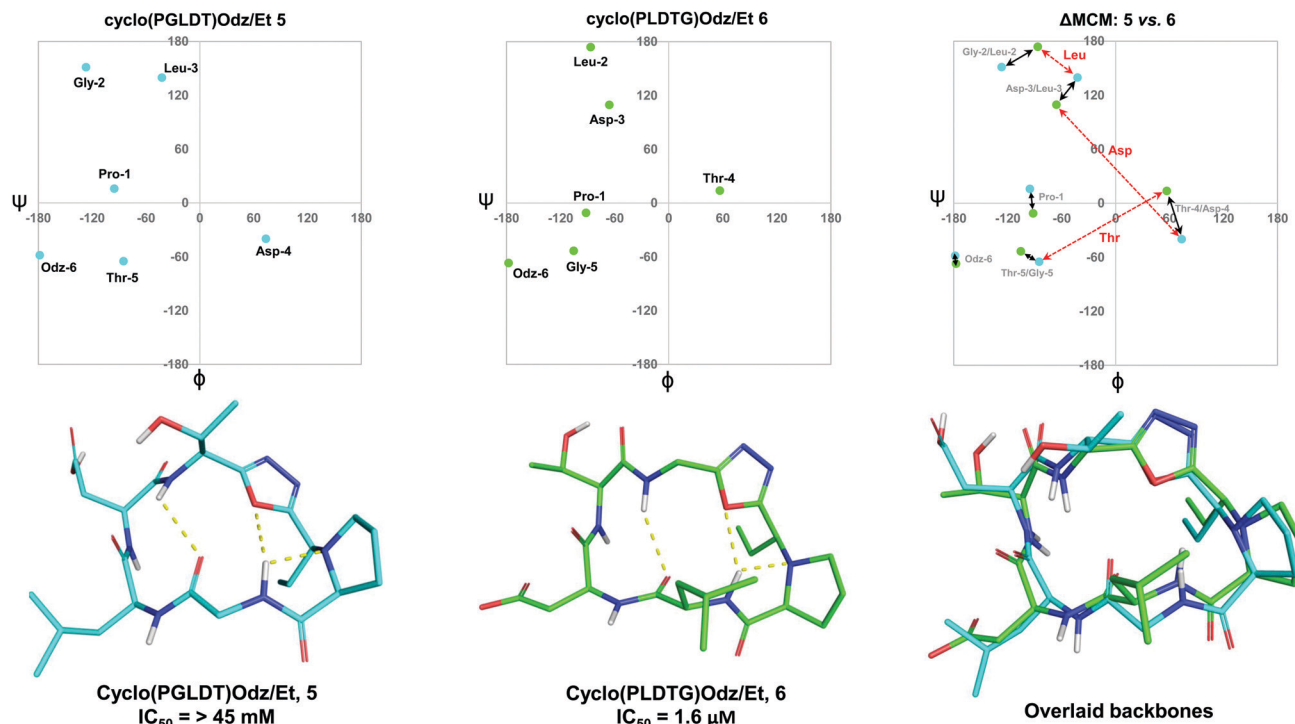 cyclo(PGLDT)Odz/Et 5
180
Gly-2
Leu-3
120
60
Pro-1
Ψ
-180 -120 -60 0 60 120 180
Asp-4
Odz-6
Thr-5
-60
-120
-180
ϕ
Cyclo(PGLDT)Odz/Et, 5
IC50 = > 45 mM
cyclo(PLDTG)Odz/Et 6
180
Leu-2
120
Asp-3
60
Thr-4
Pro-1
Ψ
-180 -120 -60 0 60 120 180
Gly-5
Odz-6
-60
-120
-180
ϕ
Cyclo(PLDTG)Odz/Et, 6
IC50 = 1.6 µM
ΔMCM: 5 vs. 6
180
Gly-2/Leu-2
Leu
Asp-3/Leu-3
120
60
Asp
Pro-1
Ψ
-180 -120 -60 0 60 120 180
Thr-4/Asp-4
Thr
Odz-6
Thr-5/Gly-5
-60
-120
-180
ϕ
Overlaid backbones